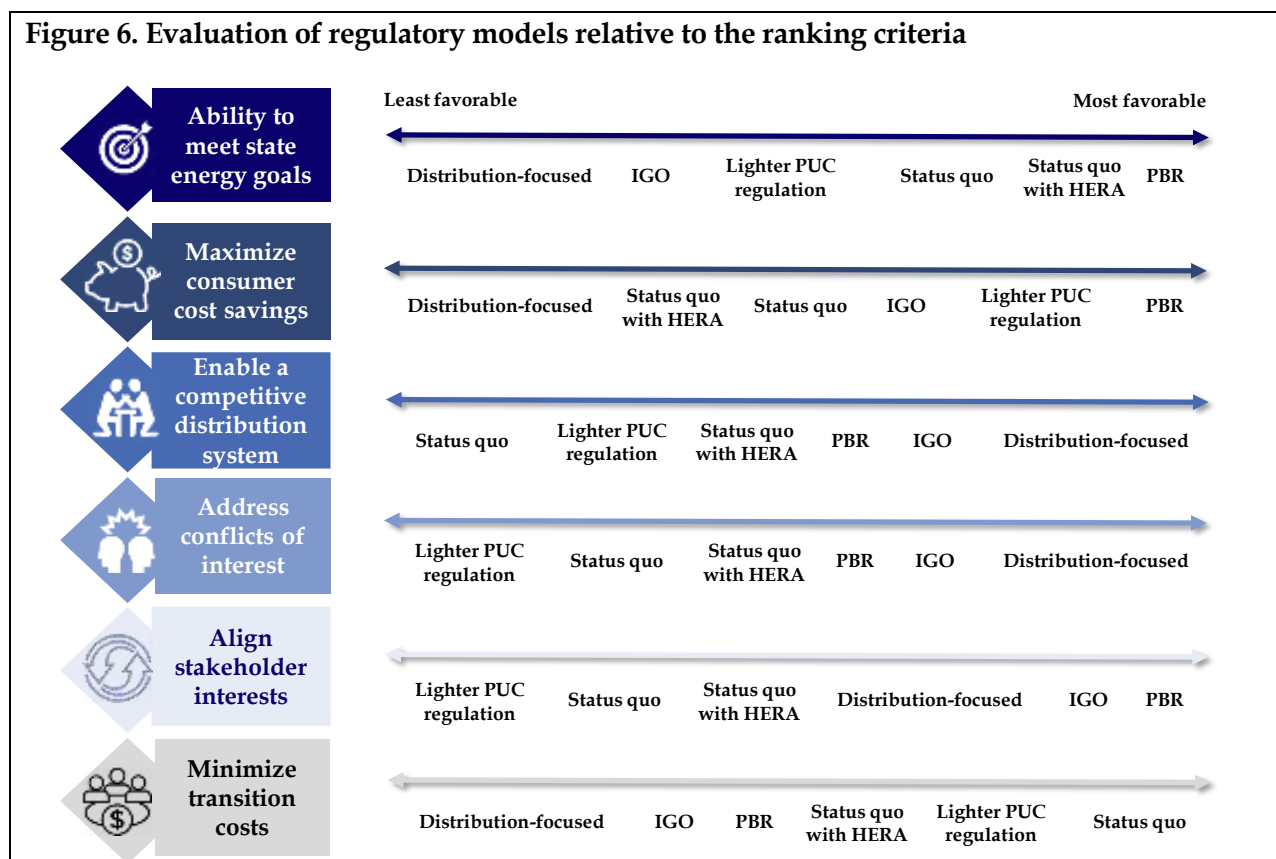 Figure 6. Evaluation of regulatory models relative to the ranking criteria
Ability to
meet state
energy goals
Least favorable
Most favorable
Distribution-focused
IGO
Lighter PUC
regulation
Status quo
Status quo
with HERA
PBR
Maximize
consumer
cost savings
$
Distribution-focused
Status quo
with HERA
Status quo
IGO
Lighter PUC
regulation
PBR
Enable a
competitive
distribution
system
Status quo
Lighter PUC
regulation
Status quo
with HERA
PBR
IGO
Distribution-focused
Address
conflicts of
interest
Lighter PUC
regulation
Status quo
Status quo
with HERA
PBR
IGO
Distribution-focused
Align
stakeholder
interests
Lighter PUC
regulation
Status quo
Status quo
with HERA
Distribution-focused
IGO
PBR
Minimize
transition
costs
$
Distribution-focused
IGO
PBR
Status quo
with HERA
Lighter PUC
regulation
Status quo